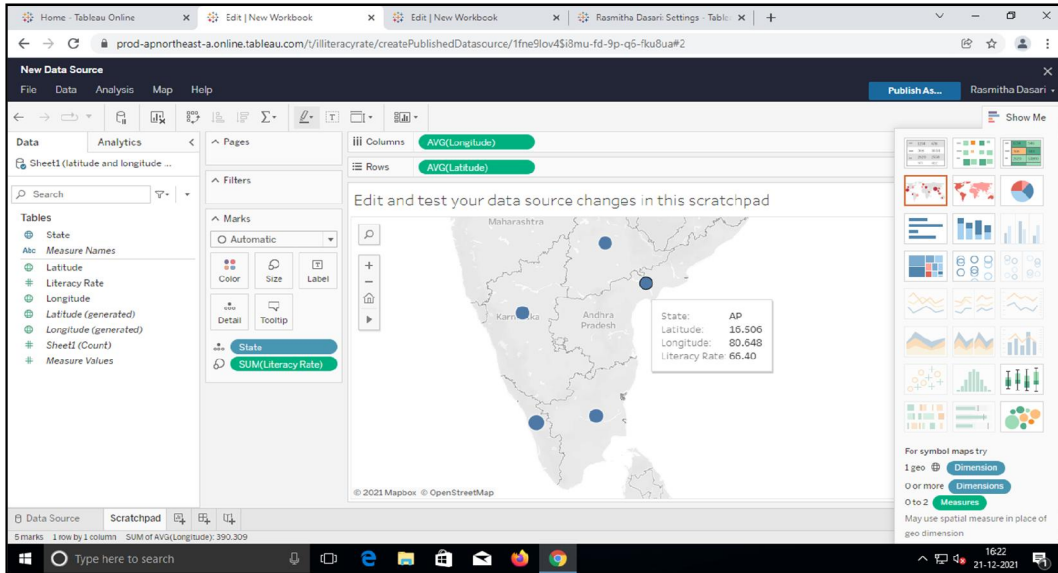 Home - Tableau Online
Edit | New Workbook
Edit | New Workbook
Rasmitha Dasari: Settings - Table
prod-apnortheast-a.online.tableau.com/t/illiteracyrate/createPublishedDatasource/1fne9lov4$i8mu-fd-9p-q6-fku8ua#2
New Data Source
File Data Analysis Map Help
Publish As... Rasmitha Dasari
Show Me
Data Analytics
Pages
Columns AVG(Longitude)
Sheet1 (latitude and longitude ...
Rows AVG(Latitude)
Search
Filters
Edit and test your data source changes in this scratchpad
Tables
State
Abc Measure Names
Latitude
# Literacy Rate
Longitude
Latitude (generated)
Longitude (generated)
# Sheet1 (Count)
# Measure Values
Marks
Automatic
Color Size Label
Detail Tooltip
State
SUM(Literacy Rate)
Maharashtra
Karnataka
Andhra
Pradesh
State: AP
Latitude: 16.506
Longitude: 80.648
Literacy Rate: 66.40
© 2021 Mapbox © OpenStreetMap
For symbol maps try
1 geo Dimension
0 or more Dimensions
0 to 2 Measures
May use spatial measure in place of
geo dimension
Data Source Scratchpad
5 marks 1 row by 1 column SUM of AVG(Longitude): 390.309
Type here to search
16:22
21-12-2021